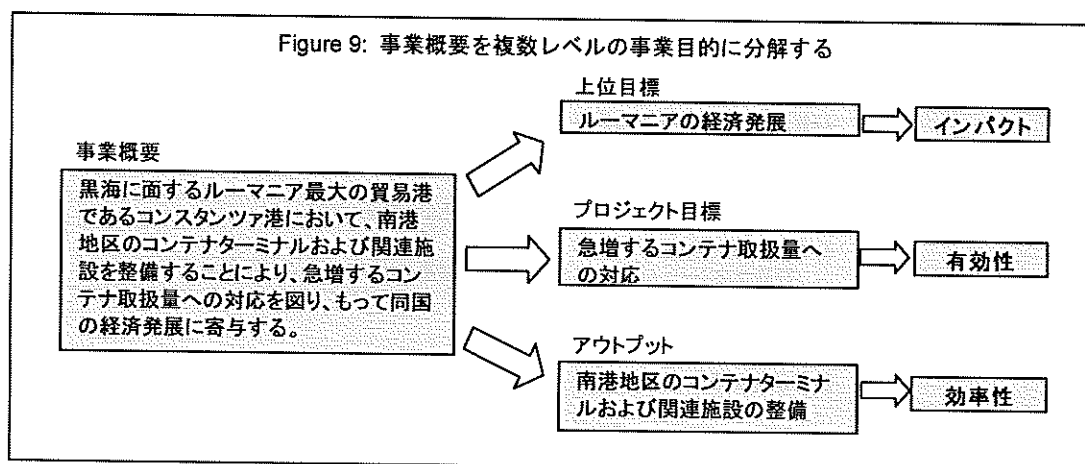 Figure 9: 事業概要を複数レベルの事業目的に分解する
事業概要
黒海に面するルーマニア最大の貿易港
であるコンスタンツァ港において、南港
地区のコンテナターミナルおよび関連施
設を整備することにより、急増するコン
テナ取扱量への対応を図り、もって同国
の経済発展に寄与する。
上位目標
ルーマニアの経済発展
インパクト
プロジェクト目標
急増するコンテナ取扱量へ
の対応
有効性
アウトプット
南港地区のコンテナターミナ
ルおよび関連施設の整備
効率性